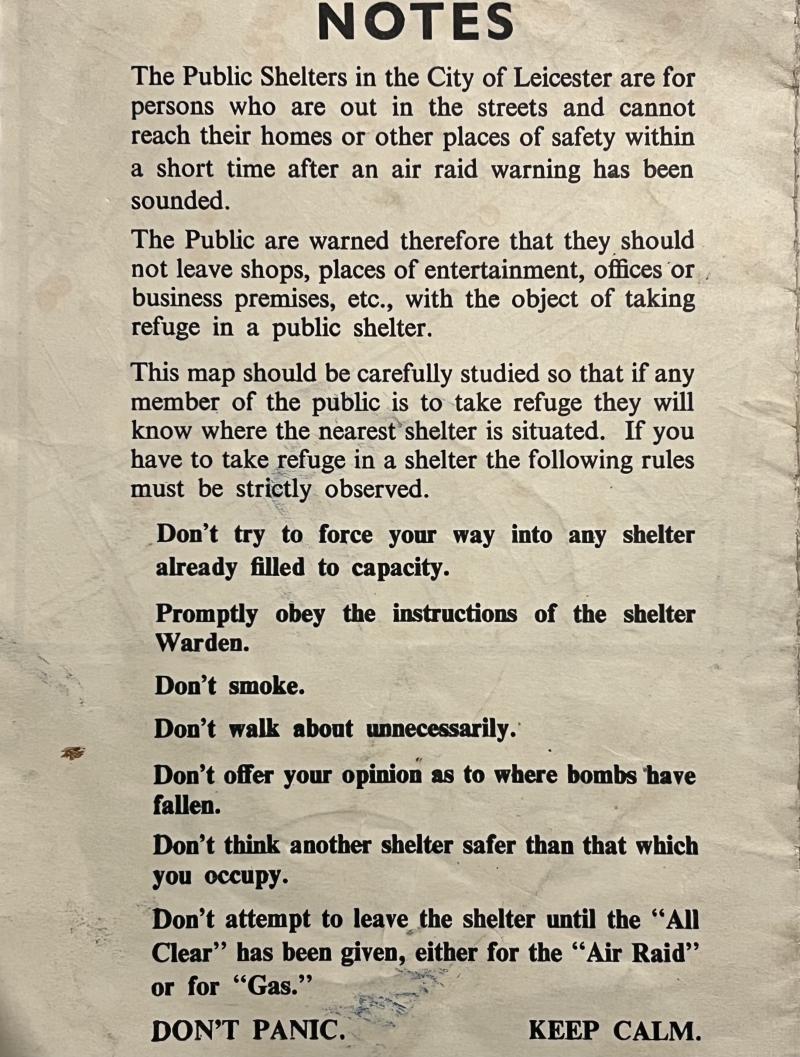 NOTES
The Public Shelters in the City of Leicester are for
persons who are out in the streets and cannot
reach their homes or other places of safety within
a short time after an air raid warning has been
sounded.
The Public are warned therefore that they should
not leave shops, places of entertainment, offices or
business premises, etc., with the object of taking
refuge in a public shelter.
This map should be carefully studied so that if any
member of the public is to take refuge they will
know where the nearest shelter is situated. If you
have to take refuge in a shelter the following rules
must be strictly observed.
Don't try to force your way into any shelter
already filled to capacity.
Promptly obey the instructions of the shelter
Warden.
Don't smoke.
Don't walk about unnecessarily.
Don't offer your opinion as to where bombs have
fallen.
Don't think another shelter safer than that which
you occupy.
Don't attempt to leave the shelter until the “All
Clear” has been given, either for the “Air Raid”
or for “Gas.”
DON'T PANIC. KEEP CALM.